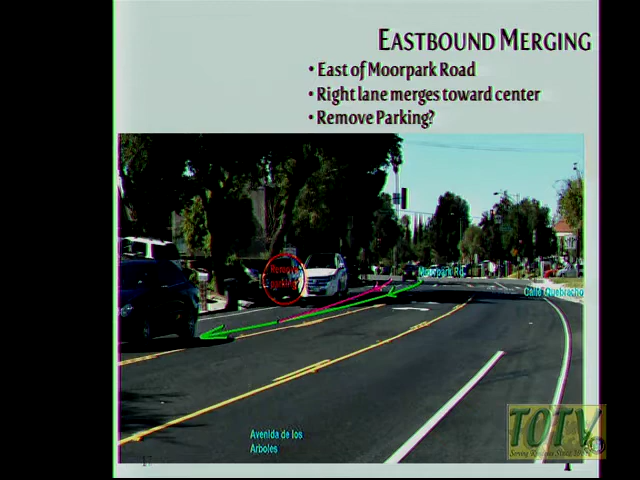 EASTBOUND MERGING
• East of Moorpark Road
• Right lane merges toward center
• Remove Parking?
Remove
parking
Moorpark Rd
Calle Quebracho
Avenida de los
Arboles
TOTV
17